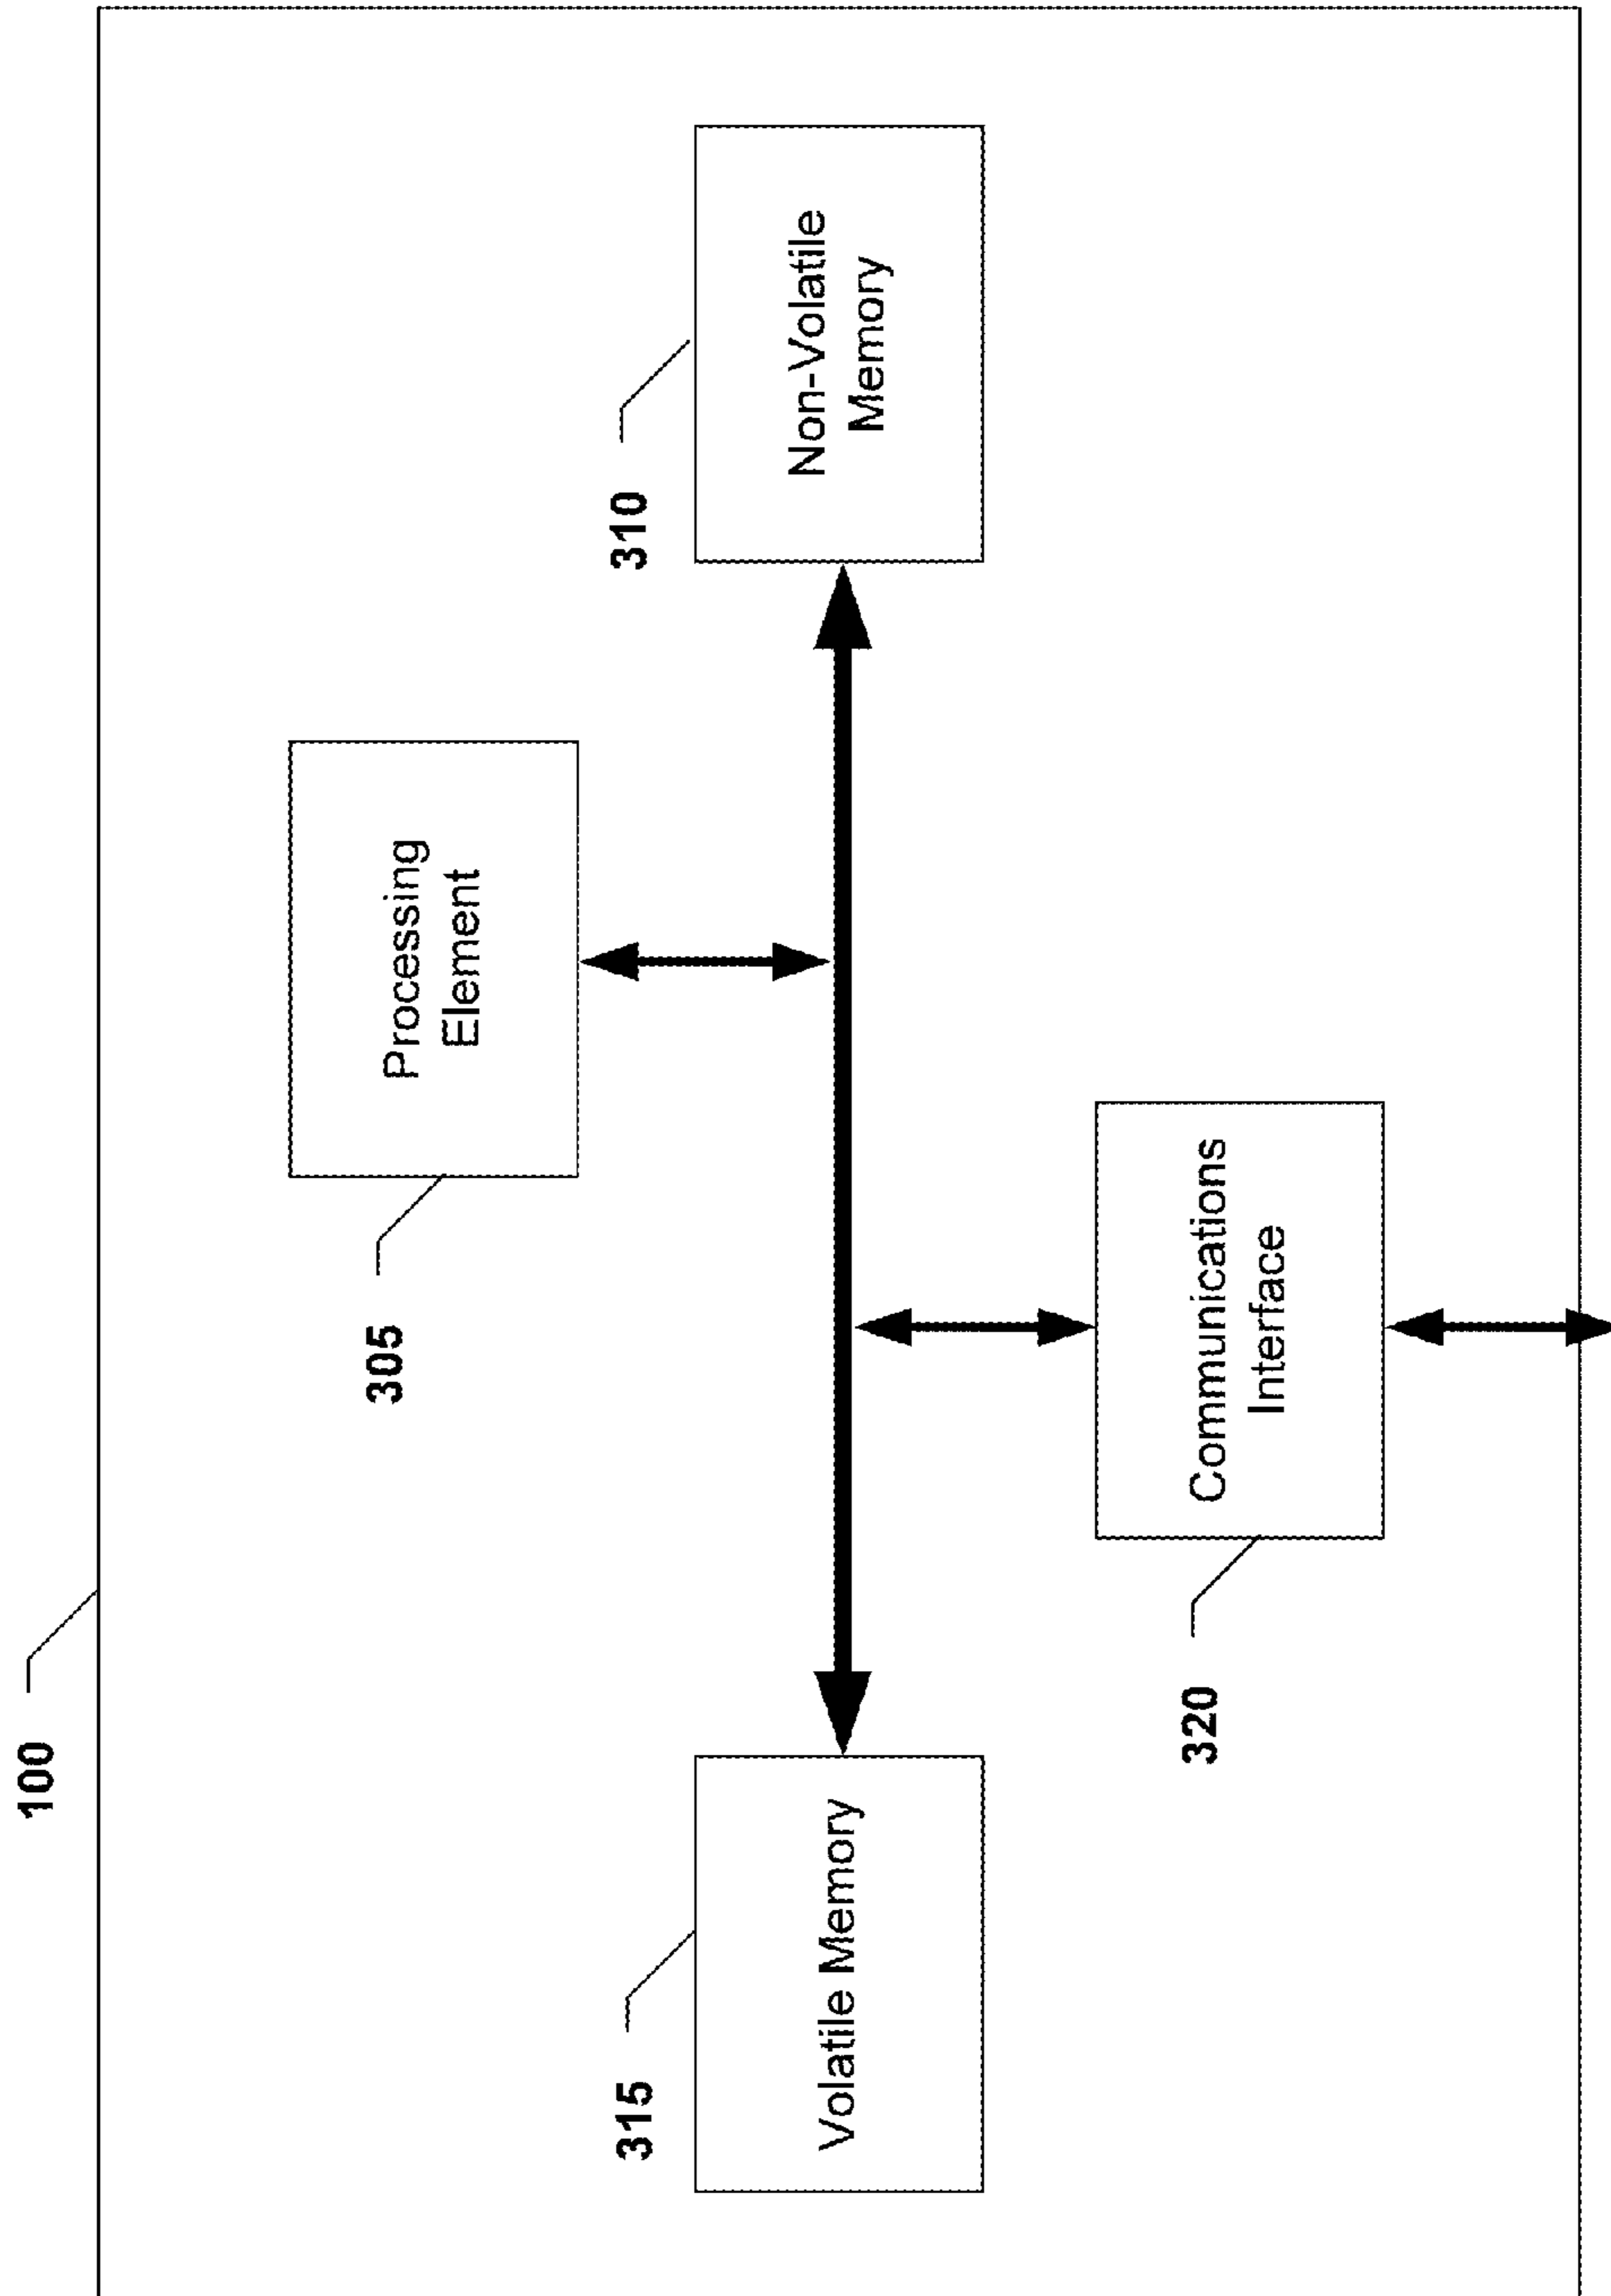 100
305
Processing
Element
315
Volatile Memory
310
Non-Volatile
Memory
320
Communications
Interface